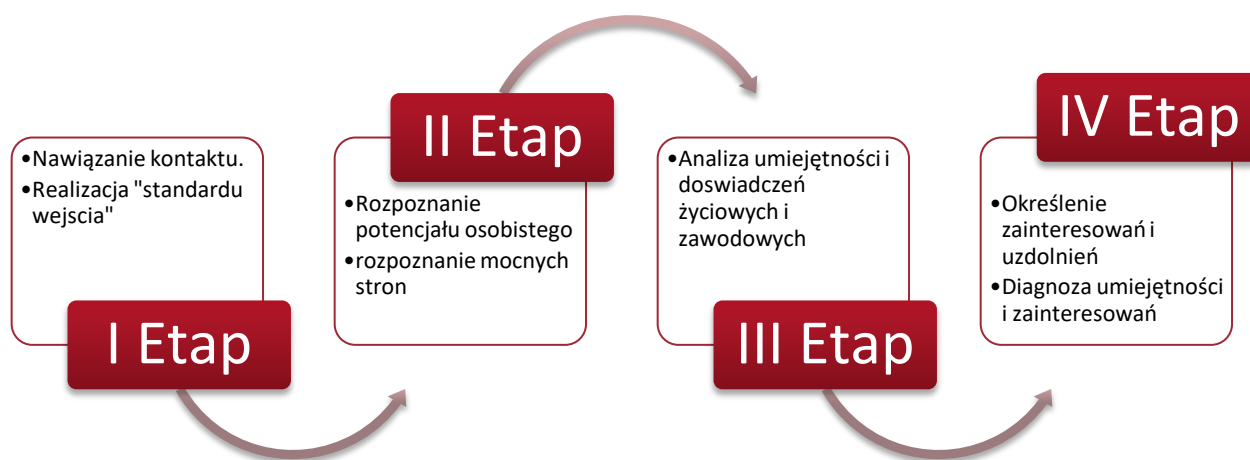 •Nawiązanie kontaktu.
•Realizacja "standardu
wejscia"
I Etap
II Etap
•Rozpoznanie
potencjału osobistego
•rozpoznanie mocnych
stron
•Analiza umiejętności i
doswiadczeń
życiowych i
zawodowych
III Etap
IV Etap
•Określenie
zainteresowań i
uzdolnień
•Diagnoza umiejętności
i zainteresowań